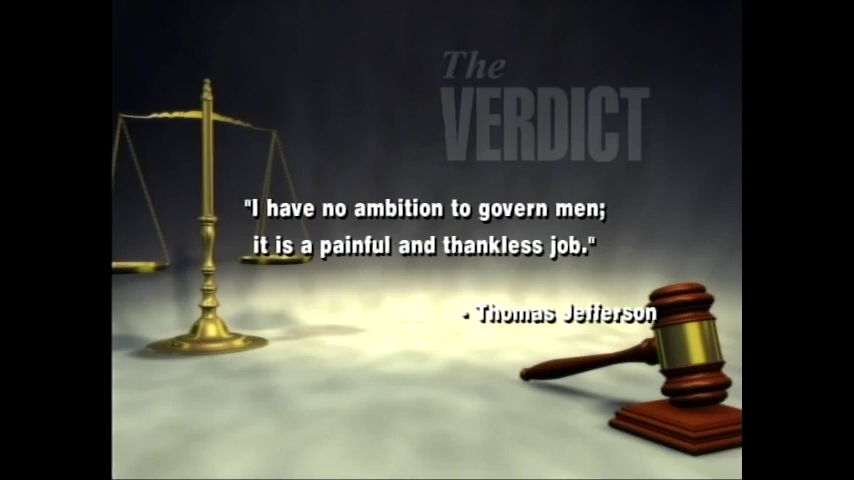 The
VERDICT
"I have no ambition to govern men;
it is a painful and thankless job."
- Thomas Jefferson